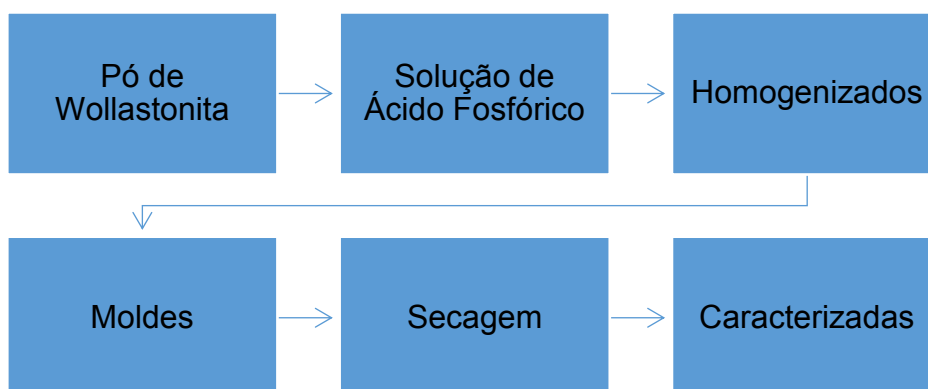 Pó de
Wollastonita
Solução de
Ácido Fosfórico
Homogenizados
Moldes
Secagem
Caracterizadas